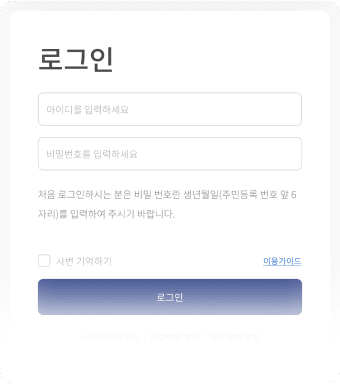 로그인
아이디를 입력하세요
비밀번호를 입력하세요
처음 로그인하시는 분은 비밀 번호란 생년월일(주민등록 번호 앞 6
자리)를 입력하여 주시기 바랍니다.
사번 기억하기
이용가이드
로그인